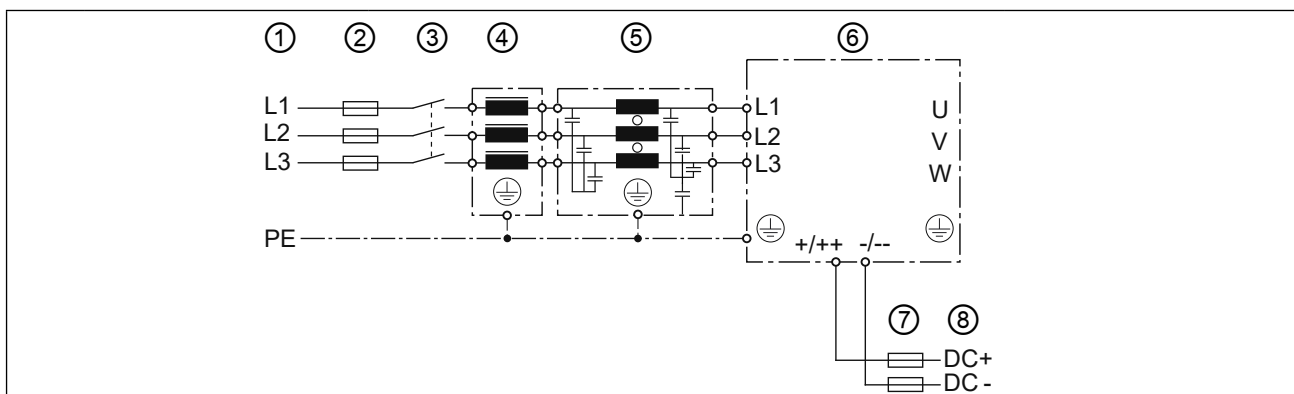 ① ② ③ ④ ⑤ ⑥
L1 L1 U
L2 L2 V
L3 L3 W
PE +/++ -/--
⑦ ⑧
DC+
DC -